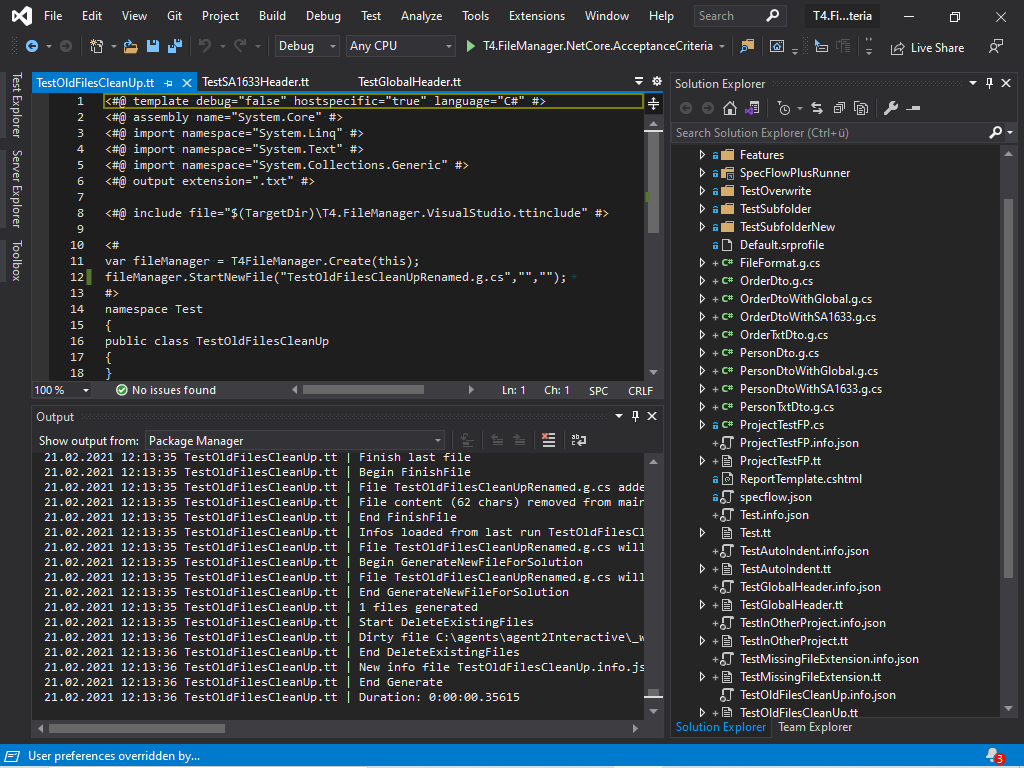 File Edit View Git Project Build Debug Test Analyze Tools Extensions Window Help Search T4.Fi...teria
Debug Any CPU T4.FileManager.NetCore.AcceptanceCriteria Live Share
Test Explorer
Server Explorer
Toolbox
TestOldFilesCleanUp.tt TestSA1633Header.tt TestGlobalHeader.tt
1 <#@ template debug="false" hostspecific="true" language="C#" #>
2 <#@ assembly name="System.Core" #>
3 <#@ import namespace="System.Linq" #>
4 <#@ import namespace="System.Text" #>
5 <#@ import namespace="System.Collections.Generic" #>
6 <#@ output extension=".txt" #>
7
8 <#@ include file="$(TargetDir)\T4.FileManager.VisualStudio.ttinclude" #>
9
10 <#
11 var fileManager = T4FileManager.Create(this);
12 fileManager.StartNewFile("TestOldFilesCleanUpRenamed.g.cs","","");
13 #>
14 namespace Test
15 {
16 public class TestOldFilesCleanUp
17 {
18 }
100 % No issues found Ln: 1 Ch: 1 SPC CRLF
Output
Show output from: Package Manager
21.02.2021 12:13:35 TestOldFilesCleanUp.tt | Finish last file
21.02.2021 12:13:35 TestOldFilesCleanUp.tt | Begin FinishFile
21.02.2021 12:13:35 TestOldFilesCleanUp.tt | File TestOldFilesCleanUpRenamed.g.cs adde
21.02.2021 12:13:35 TestOldFilesCleanUp.tt | File content (62 chars) removed from main
21.02.2021 12:13:35 TestOldFilesCleanUp.tt | End FinishFile
21.02.2021 12:13:35 TestOldFilesCleanUp.tt | Infos loaded from last run TestOldFilesCl
21.02.2021 12:13:35 TestOldFilesCleanUp.tt | File TestOldFilesCleanUpRenamed.g.cs will
21.02.2021 12:13:35 TestOldFilesCleanUp.tt | Begin GenerateNewFileForSolution
21.02.2021 12:13:35 TestOldFilesCleanUp.tt | File TestOldFilesCleanUpRenamed.g.cs will
21.02.2021 12:13:35 TestOldFilesCleanUp.tt | End GenerateNewFileForSolution
21.02.2021 12:13:35 TestOldFilesCleanUp.tt | 1 files generated
21.02.2021 12:13:35 TestOldFilesCleanUp.tt | Start DeleteExistingFiles
21.02.2021 12:13:36 TestOldFilesCleanUp.tt | Dirty file C:\agents\agent2Interactive\_w
21.02.2021 12:13:36 TestOldFilesCleanUp.tt | End DeleteExistingFiles
21.02.2021 12:13:36 TestOldFilesCleanUp.tt | New info file TestOldFilesCleanUp.info.js
21.02.2021 12:13:36 TestOldFilesCleanUp.tt | End Generate
21.02.2021 12:13:36 TestOldFilesCleanUp.tt | Duration: 0:00:00.35615
Solution Explorer
Search Solution Explorer (Ctrl+ü)
Features
SpecFlowPlusRunner
TestOverwrite
TestSubfolder
TestSubfolderNew
Default.srprofile
C# FileFormat.g.cs
C# OrderDto.g.cs
C# OrderDtoWithGlobal.g.cs
C# OrderDtoWithSA1633.g.cs
C# OrderTxtDto.g.cs
C# PersonDto.g.cs
C# PersonDtoWithGlobal.g.cs
C# PersonDtoWithSA1633.g.cs
C# PersonTxtDto.g.cs
C# ProjectTestFP.cs
ProjectTestFP.info.json
ProjectTestFP.tt
ReportTemplate.cshtml
specflow.json
Test.info.json
Test.tt
TestAutoIndent.info.json
TestAutoIndent.tt
TestGlobalHeader.info.json
TestGlobalHeader.tt
TestInOtherProject.info.json
TestInOtherProject.tt
TestMissingFileExtension.info.json
TestMissingFileExtension.tt
TestOldFilesCleanUp.info.json
TestOldFilesCleanUp.tt
Solution Explorer Team Explorer
User preferences overridden by... 3